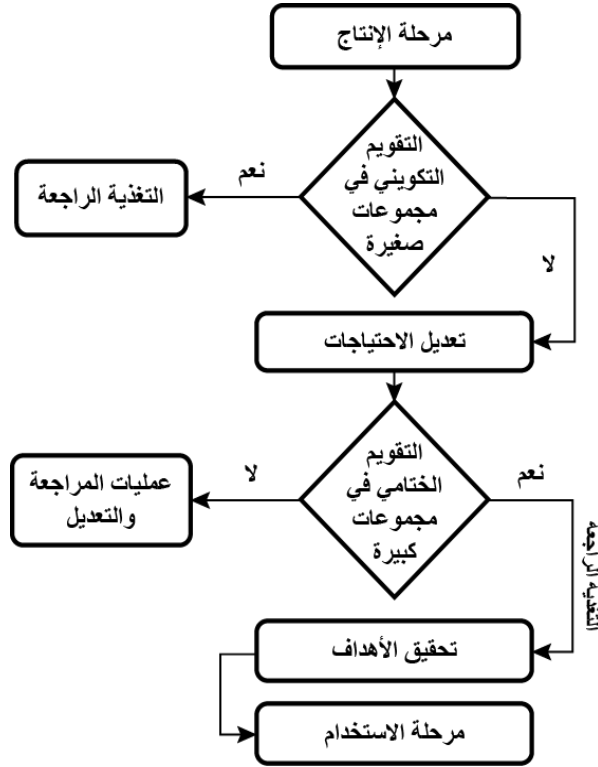 مرحلة الإنتاج
التقويم
التكويني في
مجموعات
صغيرة
نعم
التغذية الراجعة
لا
تعديل الاحتياجات
التقويم
الختامي في
مجموعات
كبيرة
نعم
لا
عمليات المراجعة
والتعديل
التغذية الراجعة
تحقيق الأهداف
مرحلة الاستخدام